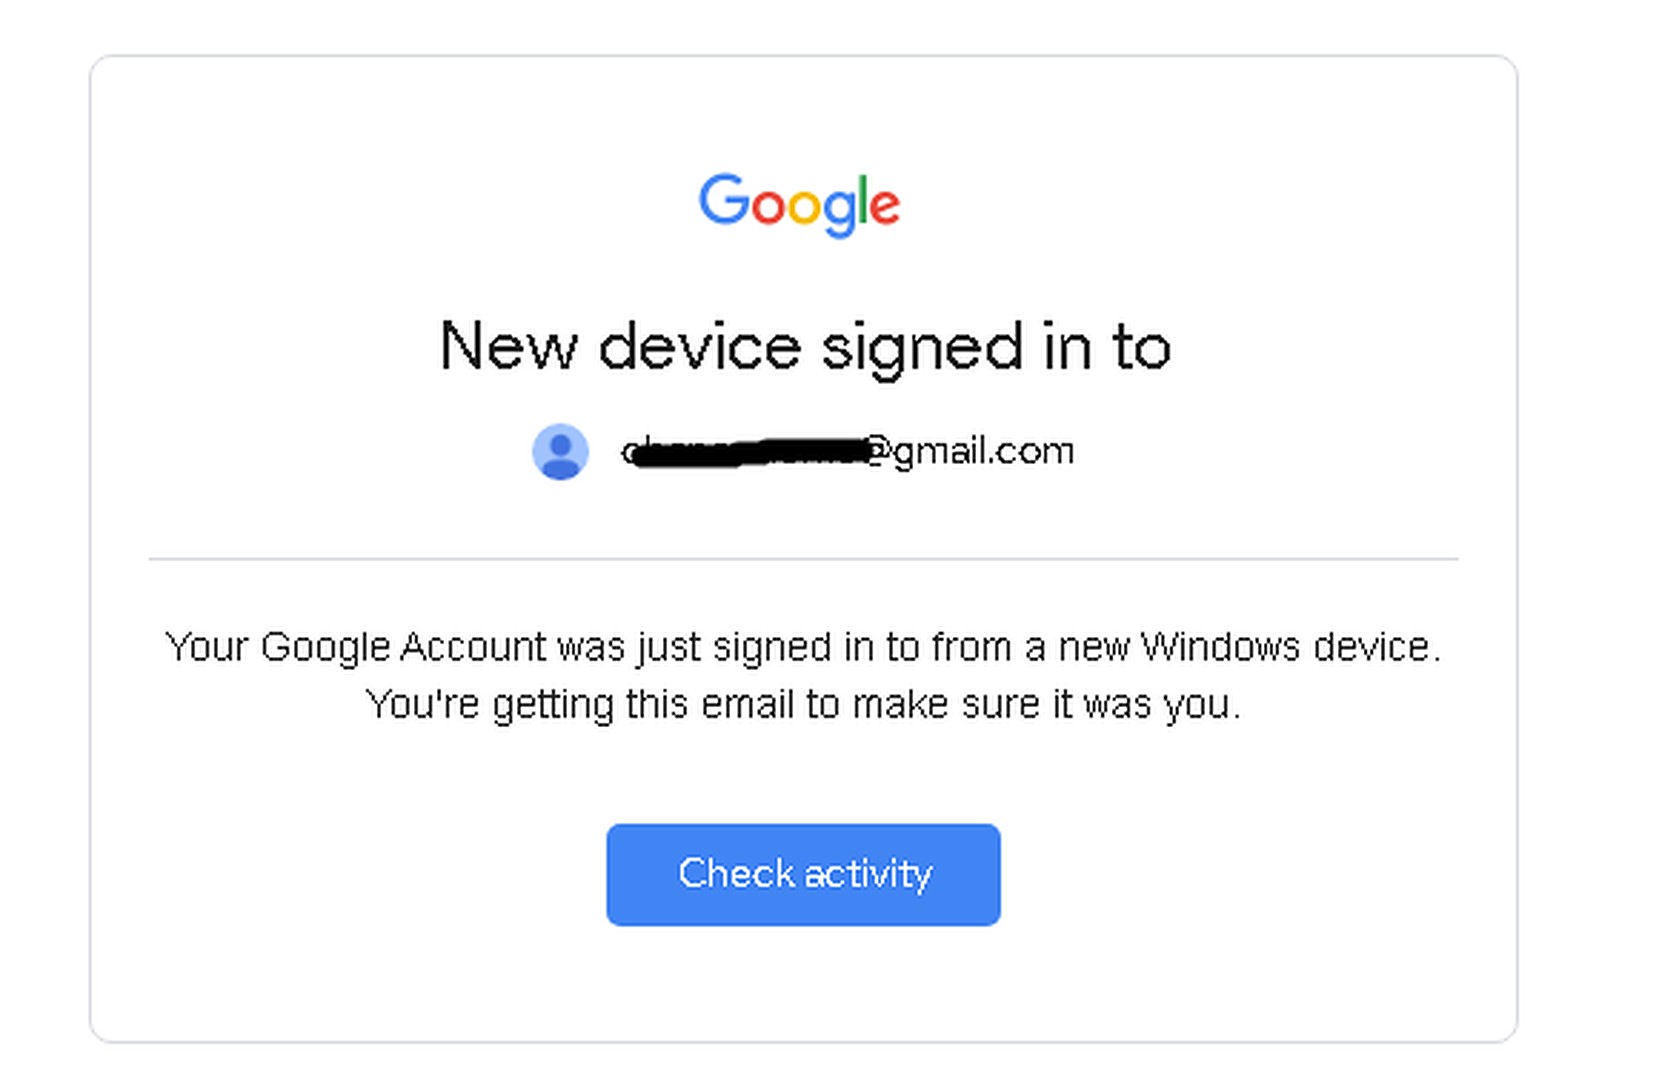 Google
New device signed in to
@gmail.com
Your Google Account was just signed in to from a new Windows device.
You're getting this email to make sure it was you.
Check activity